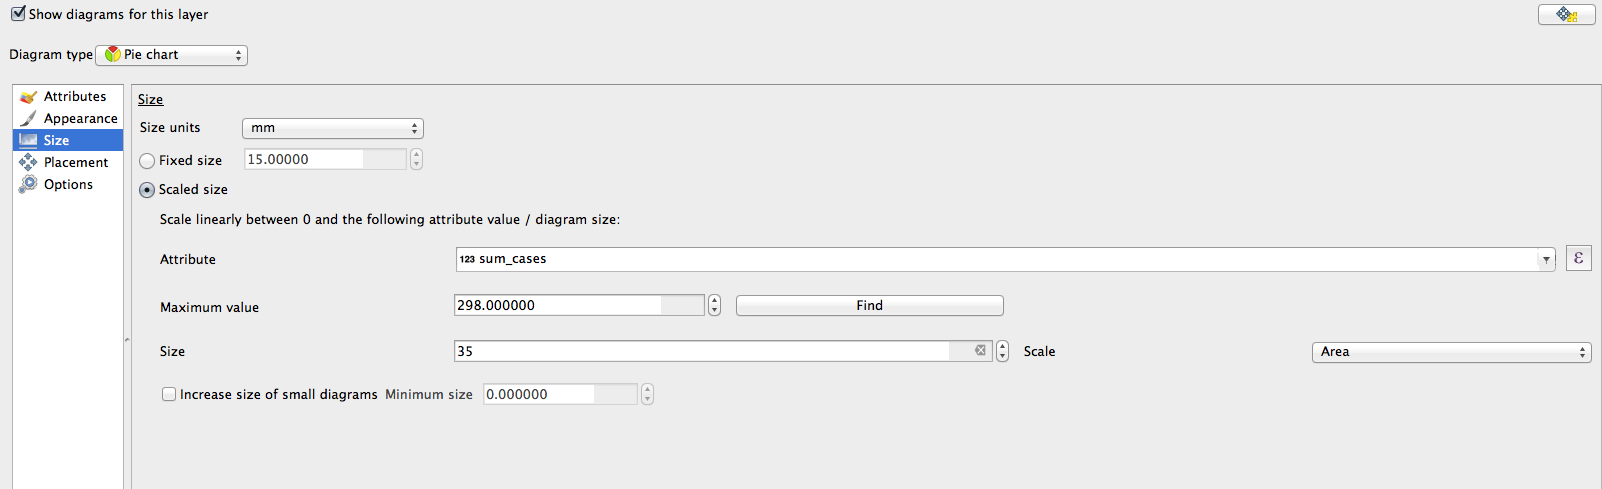 Show diagrams for this layer
Diagram type Pie chart
Attributes
Appearance
Size
Placement
Options
Size
Size units mm
Fixed size 15.00000
Scaled size
Scale linearly between 0 and the following attribute value / diagram size:
Attribute 123 sum_cases ε
Maximum value 298.000000 Find
Size 35 Scale Area
Increase size of small diagrams Minimum size 0.000000